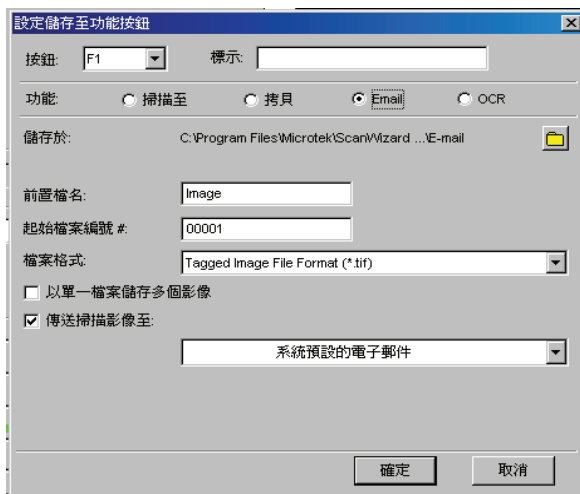 設定儲存至功能按鈕
按鈕: F1 標示:
功能: 掃描至 拷貝 Email OCR
儲存於: C:\Program Files\Microtek\ScanWizard ...\E-mail
前置檔名: Image
起始檔案編號 #: 00001
檔案格式: Tagged Image File Format (*.tif)
以單一檔案儲存多個影像
傳送掃描影像至:
系統預設的電子郵件
確定 取消